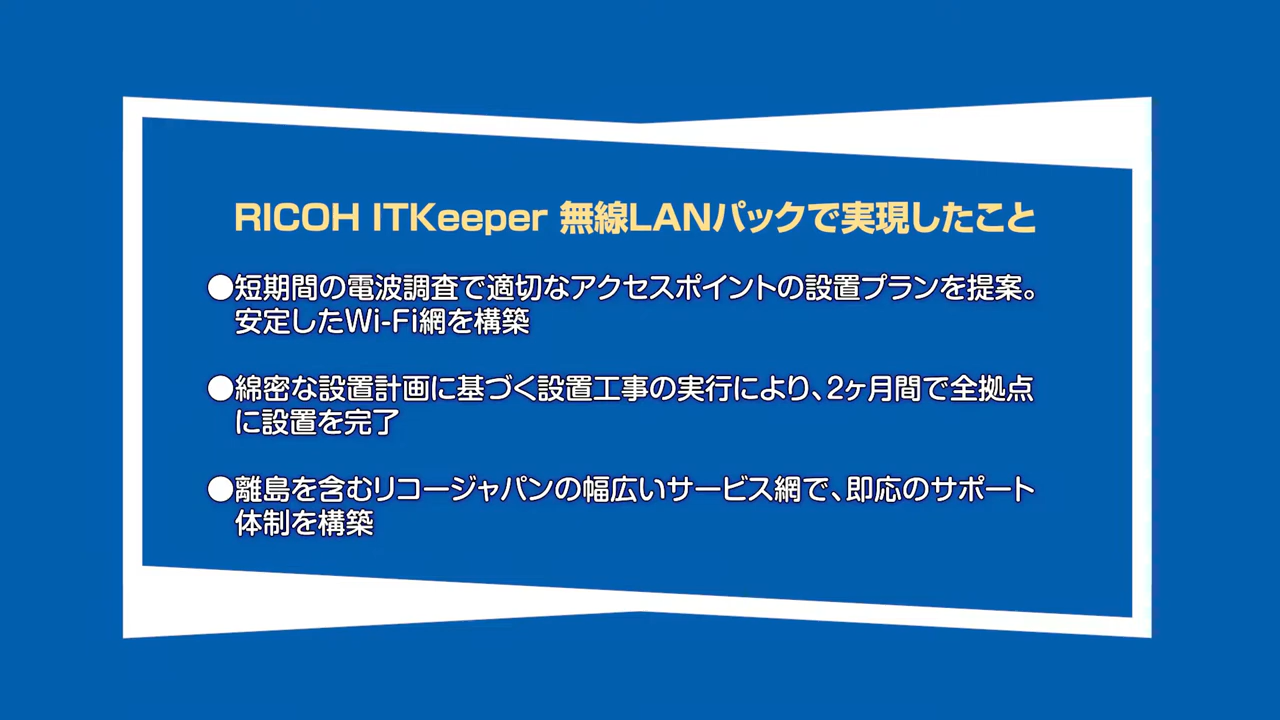 RICOH ITKeeper 無線LANパックで実現したこと
●短期間の電波調査で適切なアクセスポイントの設置プランを提案。
安定したWi-Fi網を構築
●綿密な設置計画に基づく設置工事の実行により、2ヶ月間で全拠点
に設置を完了
●離島を含むリコージャパンの幅広いサービス網で、即応のサポート
体制を構築